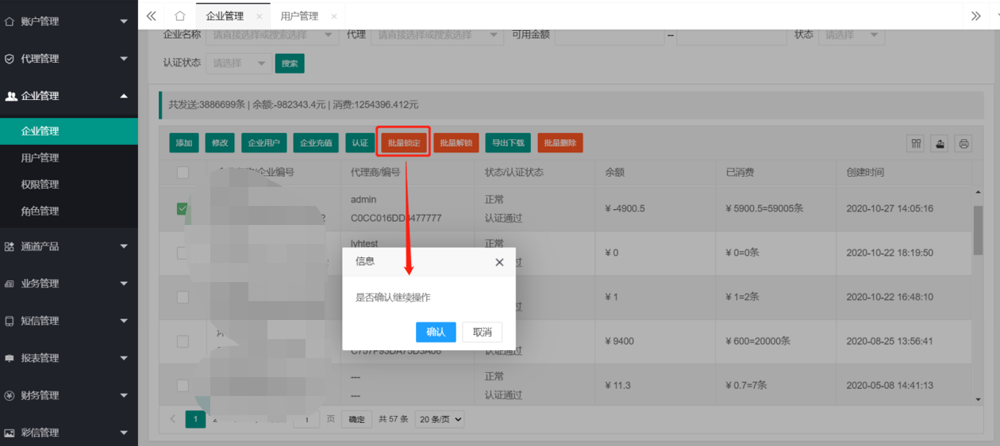 账户管理
代理管理
企业管理
企业管理
用户管理
权限管理
角色管理
通道产品
业务管理
短信管理
报表管理
财务管理
彩信管理
企业管理 × 用户管理 ×
企业名称 请直接选择或搜索选择 代理 请直接选择或搜索选择 可用金额 -- 状态 请选择
认证状态 请选择 搜索
共发送:3886699条 | 余额:-982343.4元 | 消费:1254396.412元
添加 修改 企业用户 企业充值 认证 批量锁定 批量解锁 导出下载 批量删除
企业编号 代理商/编号 状态/认证状态 余额 已消费 创建时间
admin 正常
¥ -4900.5 ¥ 5900.5=59005条 2020-10-27 14:05:16
认证通过
lyhtest 正常
¥ 0 ¥ 0=0条 2020-10-22 18:19:50
信息
¥ 1 ¥ 1=2条 2020-10-22 16:48:10
是否确认继续操作
确认 取消
¥ 9400 ¥ 600=20000条 2020-08-25 13:56:41
认证通过
--- 正常
¥ 11.3 ¥ 0.7=7条 2020-05-08 14:41:13
--- 认证通过
1 2 1 页 确定 共 57 条 20 条/页